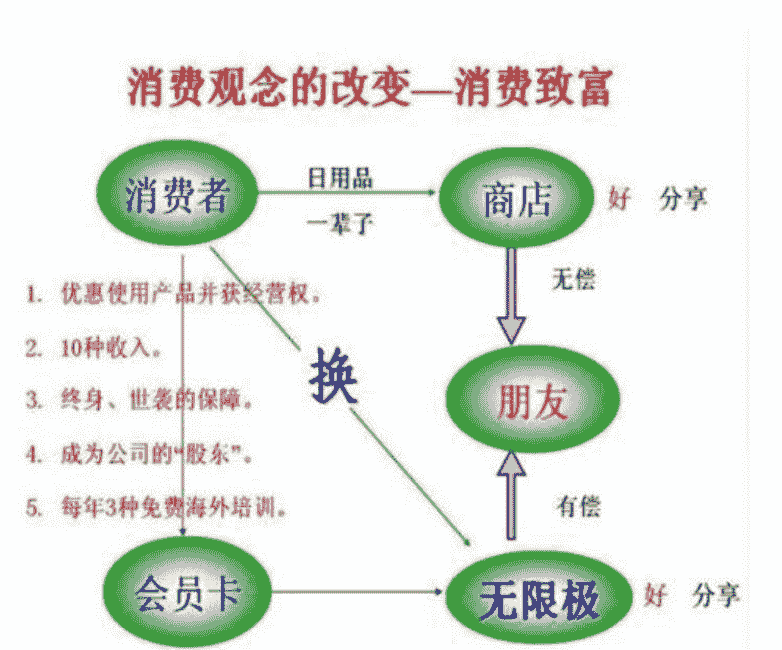 消费观念的改变—消费致富
消费者
日用品
一辈子
商店
好 分享
无偿
1. 优惠使用产品并获经营权。
2. 10种收入。
换
3. 终身、世袭的保障。
朋友
4. 成为公司的“股东”。
5. 每年3种免费海外培训。
有偿
会员卡
无限极
好 分享